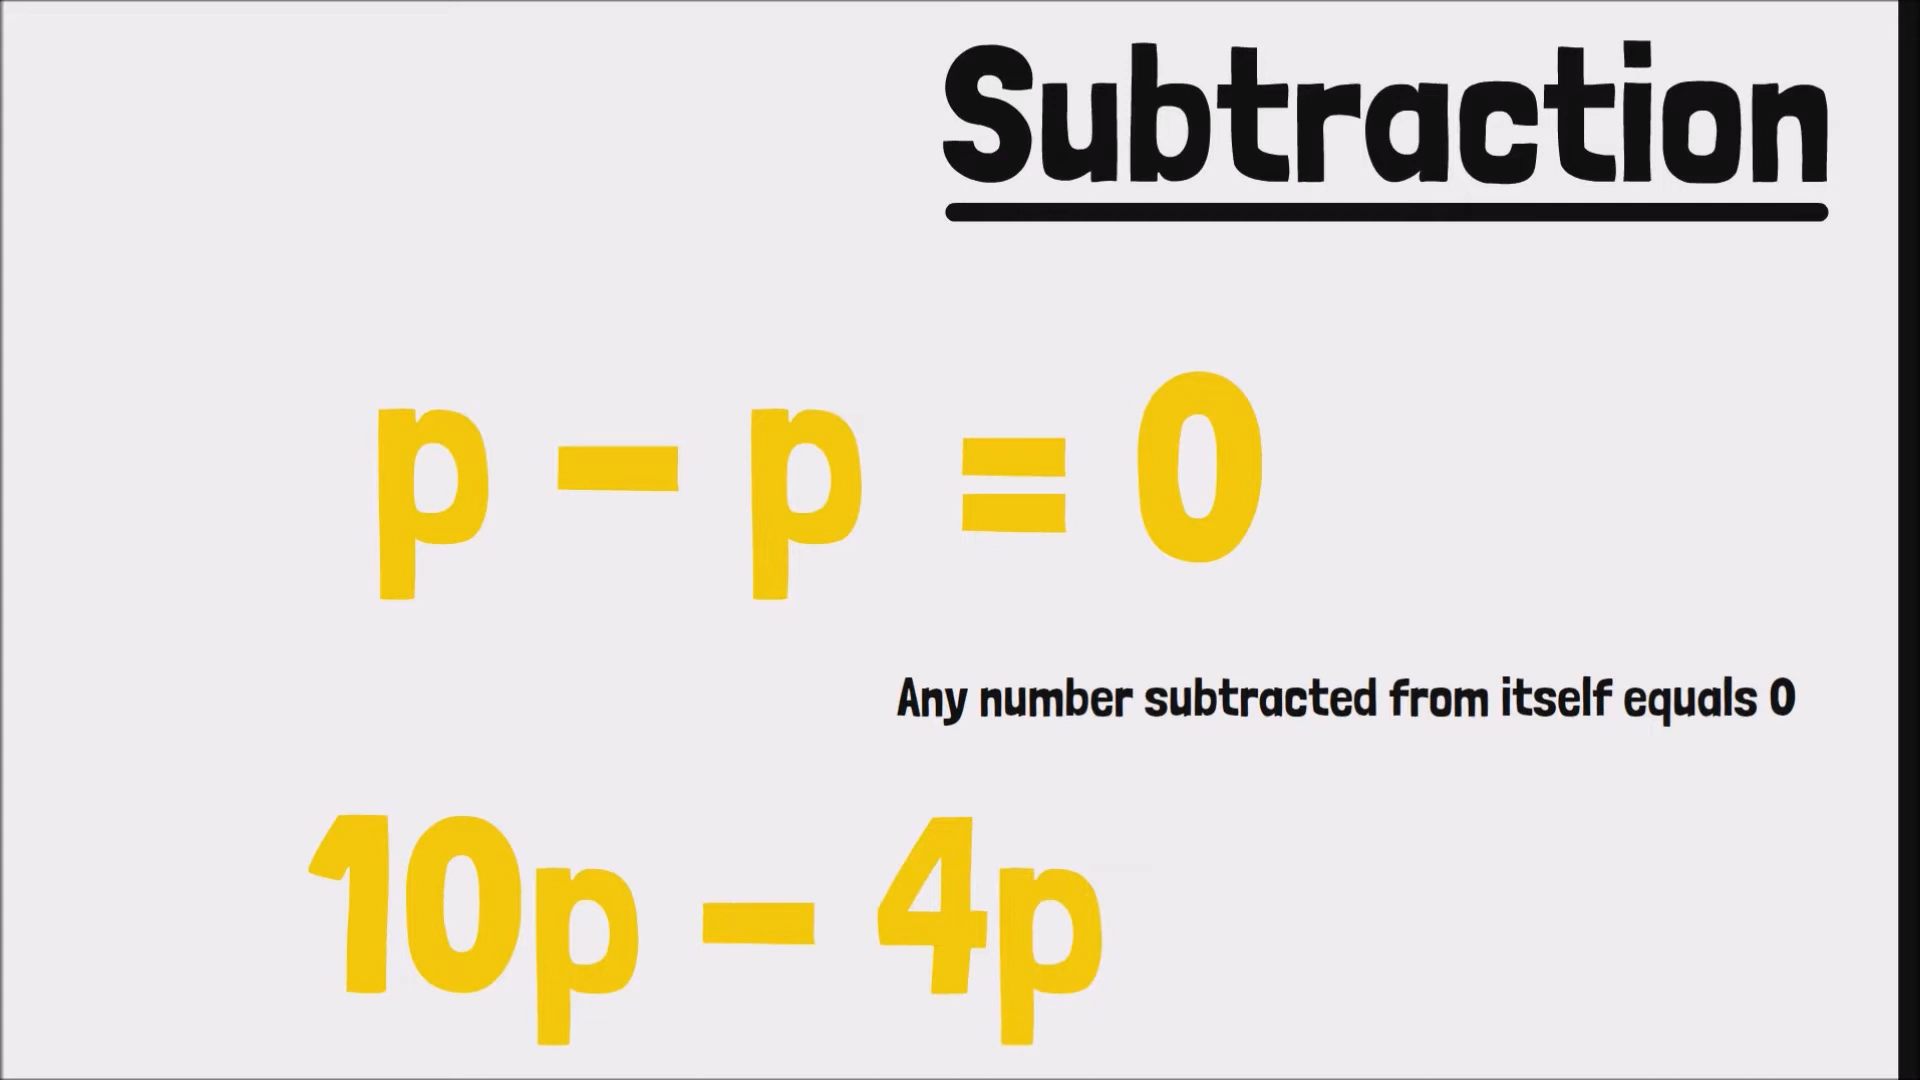 Subtraction
p - p = 0
Any number subtracted from itself equals 0
10p - 4p